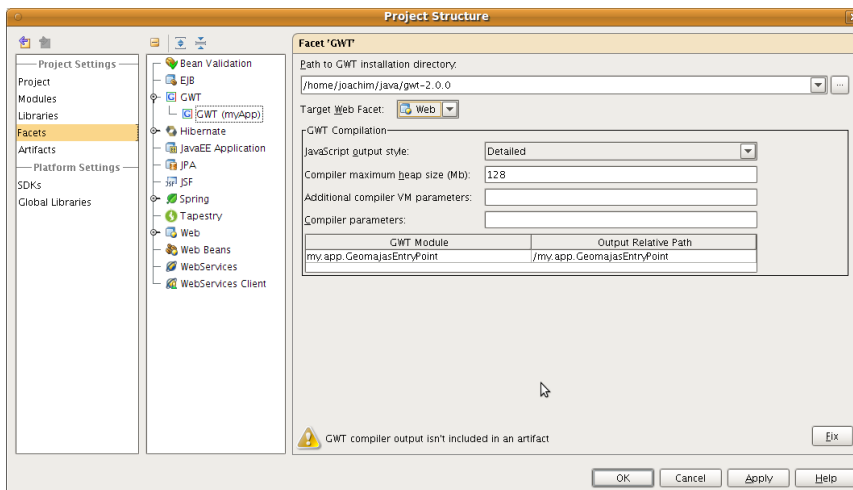 Project Structure
Project Settings
Project
Modules
Libraries
Facets
Artifacts
Platform Settings
SDKs
Global Libraries
Bean Validation
EJB
GWT
GWT (myApp)
Hibernate
JavaEE Application
JPA
JSF
Spring
Tapestry
Web
Web Beans
WebServices
WebServices Client
Facet 'GWT'
Path to GWT installation directory:
/home/joachim/java/gwt-2.0.0
Target Web Facet: Web
GWT Compilation
JavaScript output style: Detailed
Compiler maximum heap size (Mb): 128
Additional compiler VM parameters:
Compiler parameters:
GWT Module Output Relative Path
my.app.GeomajasEntryPoint /my.app.GeomajasEntryPoint
GWT compiler output isn't included in an artifact Fix
OK Cancel Apply Help